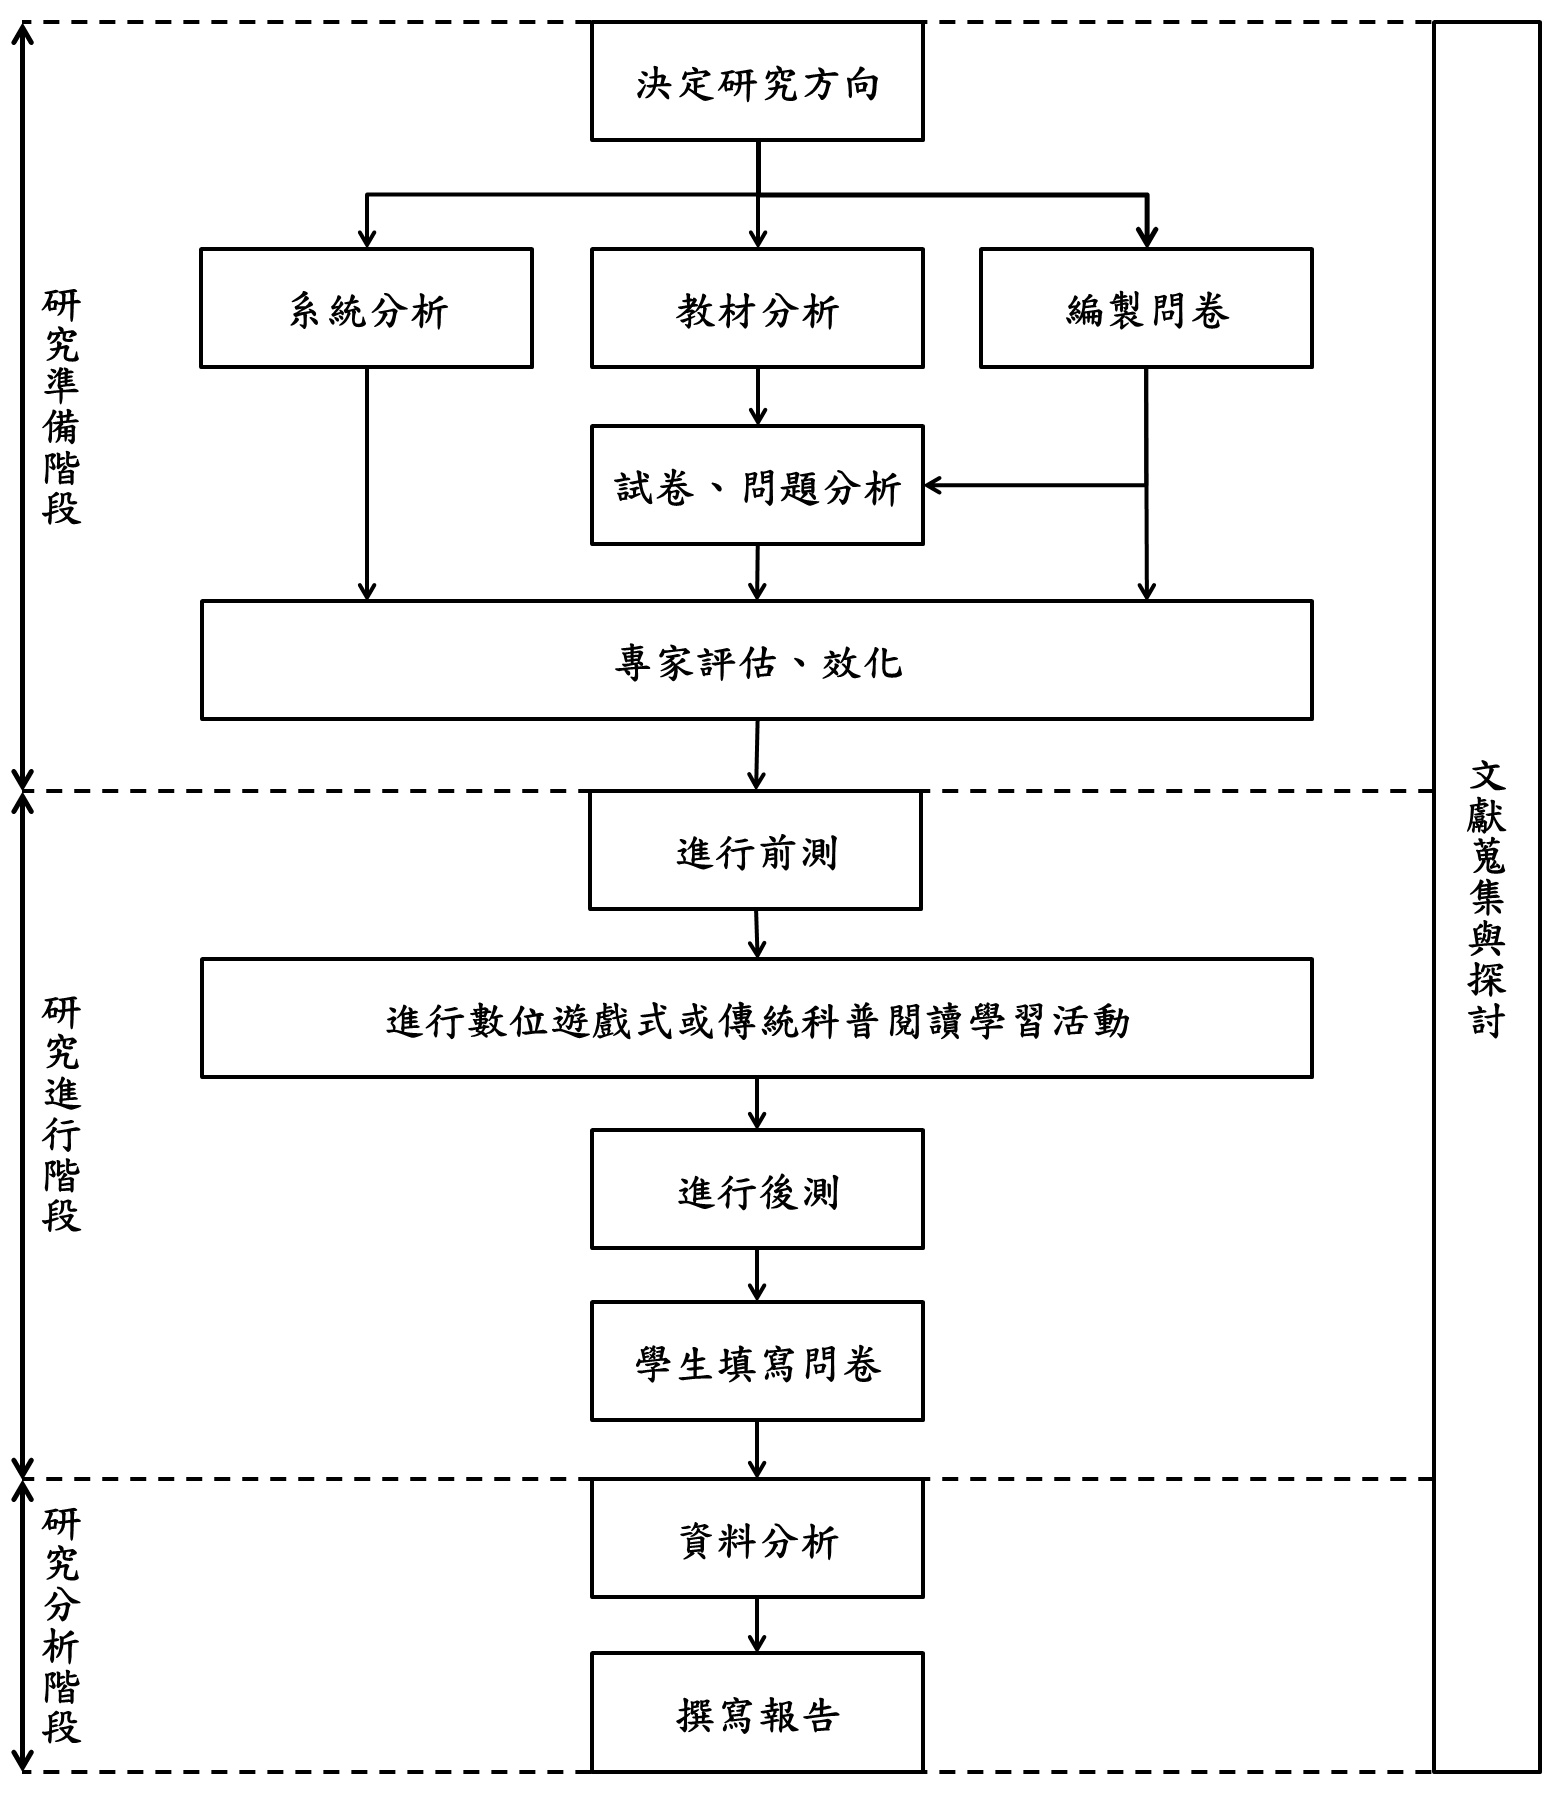 決定研究方向
系統分析
教材分析
編製問卷
試卷、問題分析
專家評估、效化
研究準備階段
進行前測
進行數位遊戲式或傳統科普閱讀學習活動
進行後測
學生填寫問卷
研究進行階段
資料分析
撰寫報告
研究分析階段
文獻蒐集與探討